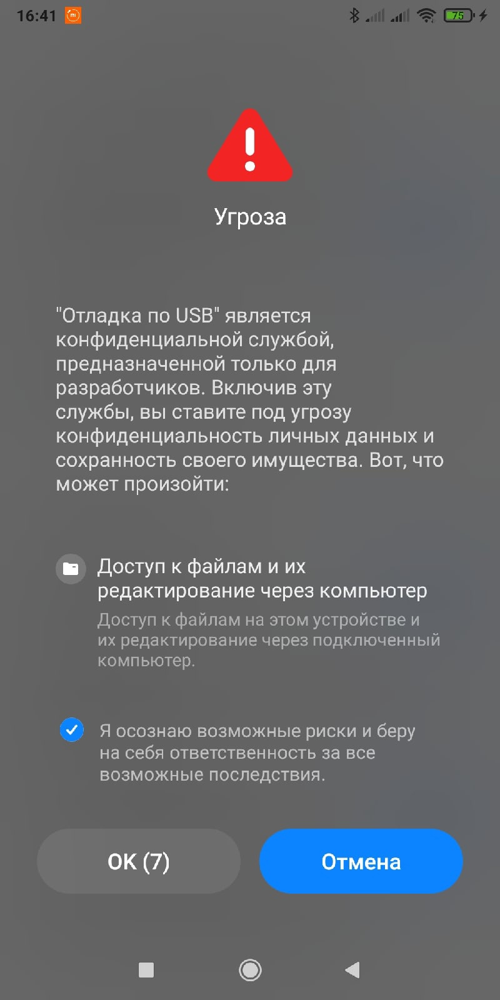 16:41
75
Угроза
"Отладка по USB" является
конфиденциальной службой,
предназначенной только для
разработчиков. Включив эту
службы, вы ставите под угрозу
конфиденциальность личных данных и
сохранность своего имущества. Вот, что
может произойти:
Доступ к файлам и их
редактирование через компьютер
Доступ к файлам на этом устройстве и
их редактирование через подключенный
компьютер.
Я осознаю возможные риски и беру
на себя ответственность за все
возможные последствия.
OK (7)
Отмена